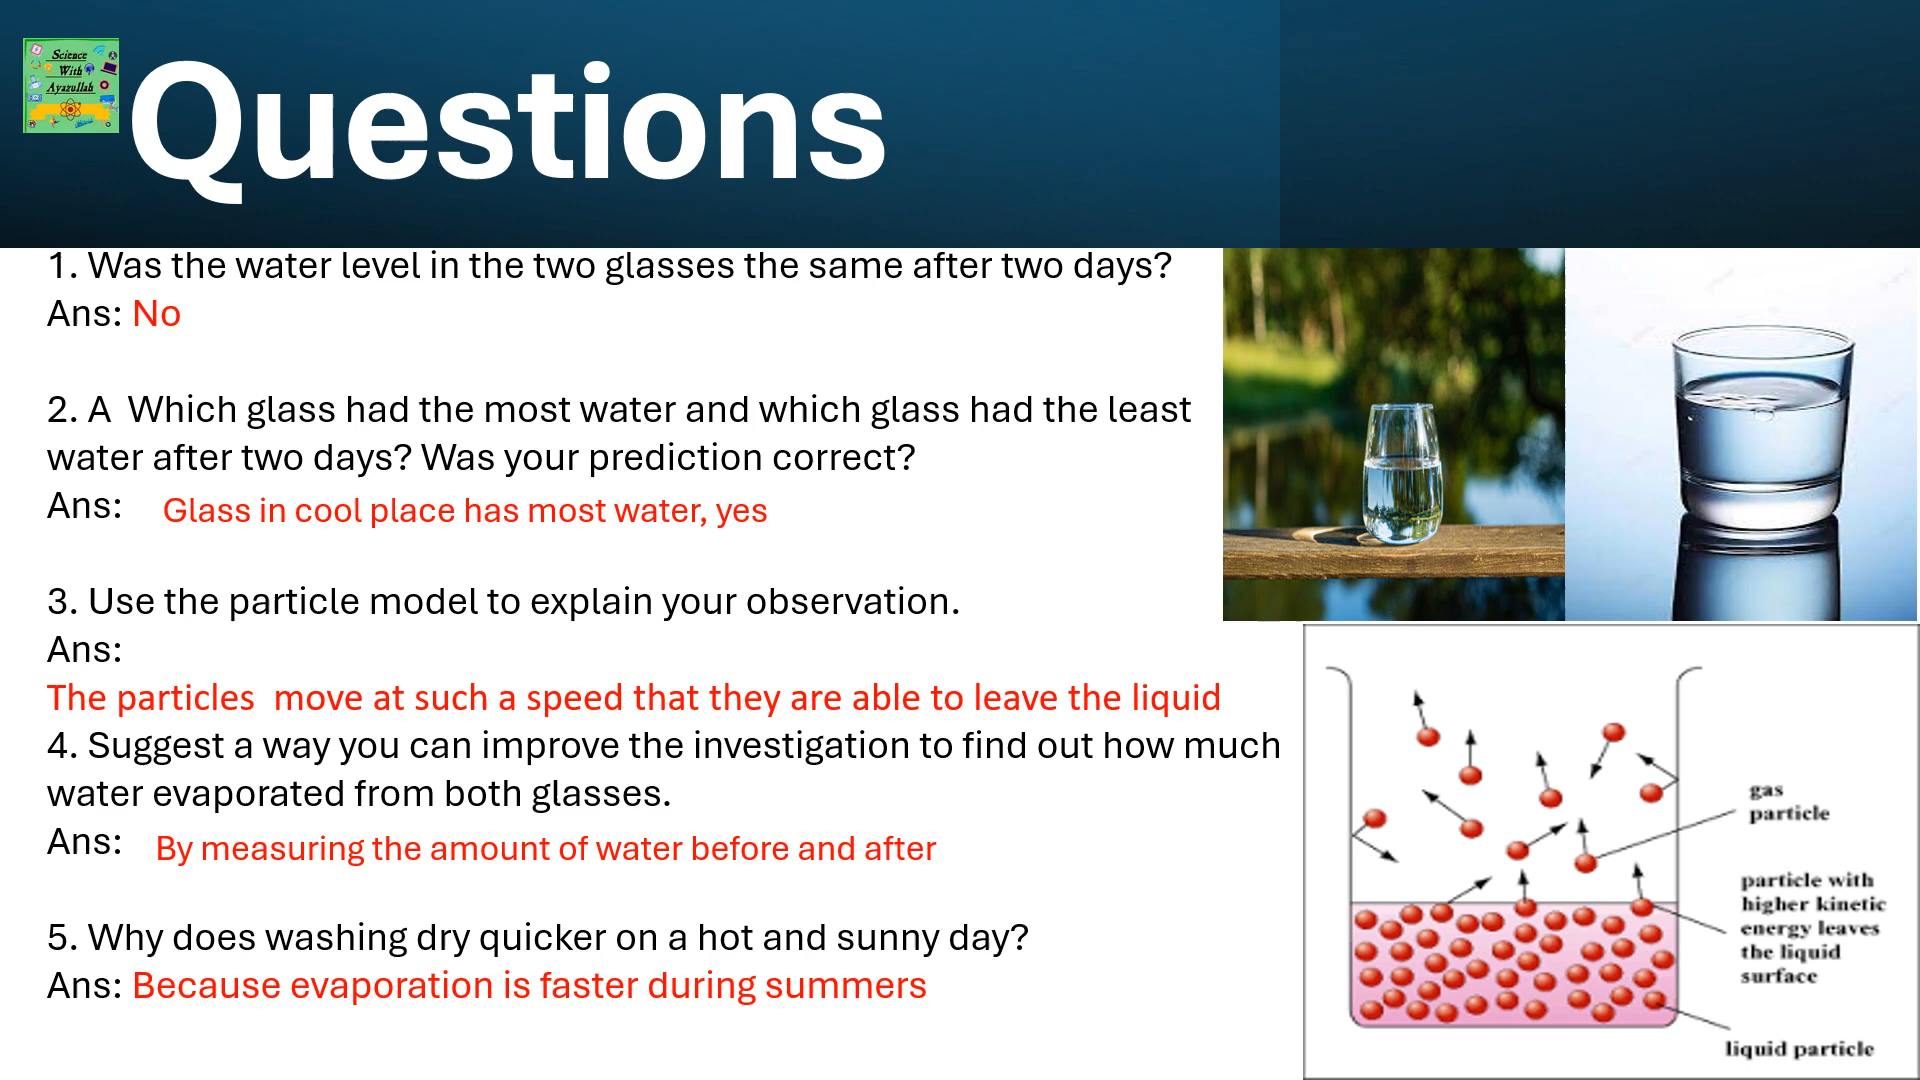 Science
With
Ayazullah
Questions
1. Was the water level in the two glasses the same after two days?
Ans: No
2. A  Which glass had the most water and which glass had the least
water after two days? Was your prediction correct?
Ans: Glass in cool place has most water, yes
3. Use the particle model to explain your observation.
Ans:
The particles  move at such a speed that they are able to leave the liquid
4. Suggest a way you can improve the investigation to find out how much
water evaporated from both glasses.
Ans: By measuring the amount of water before and after
5. Why does washing dry quicker on a hot and sunny day?
Ans: Because evaporation is faster during summers
gas
particle
particle with
higher kinetic
energy leaves
the liquid
surface
liquid particle